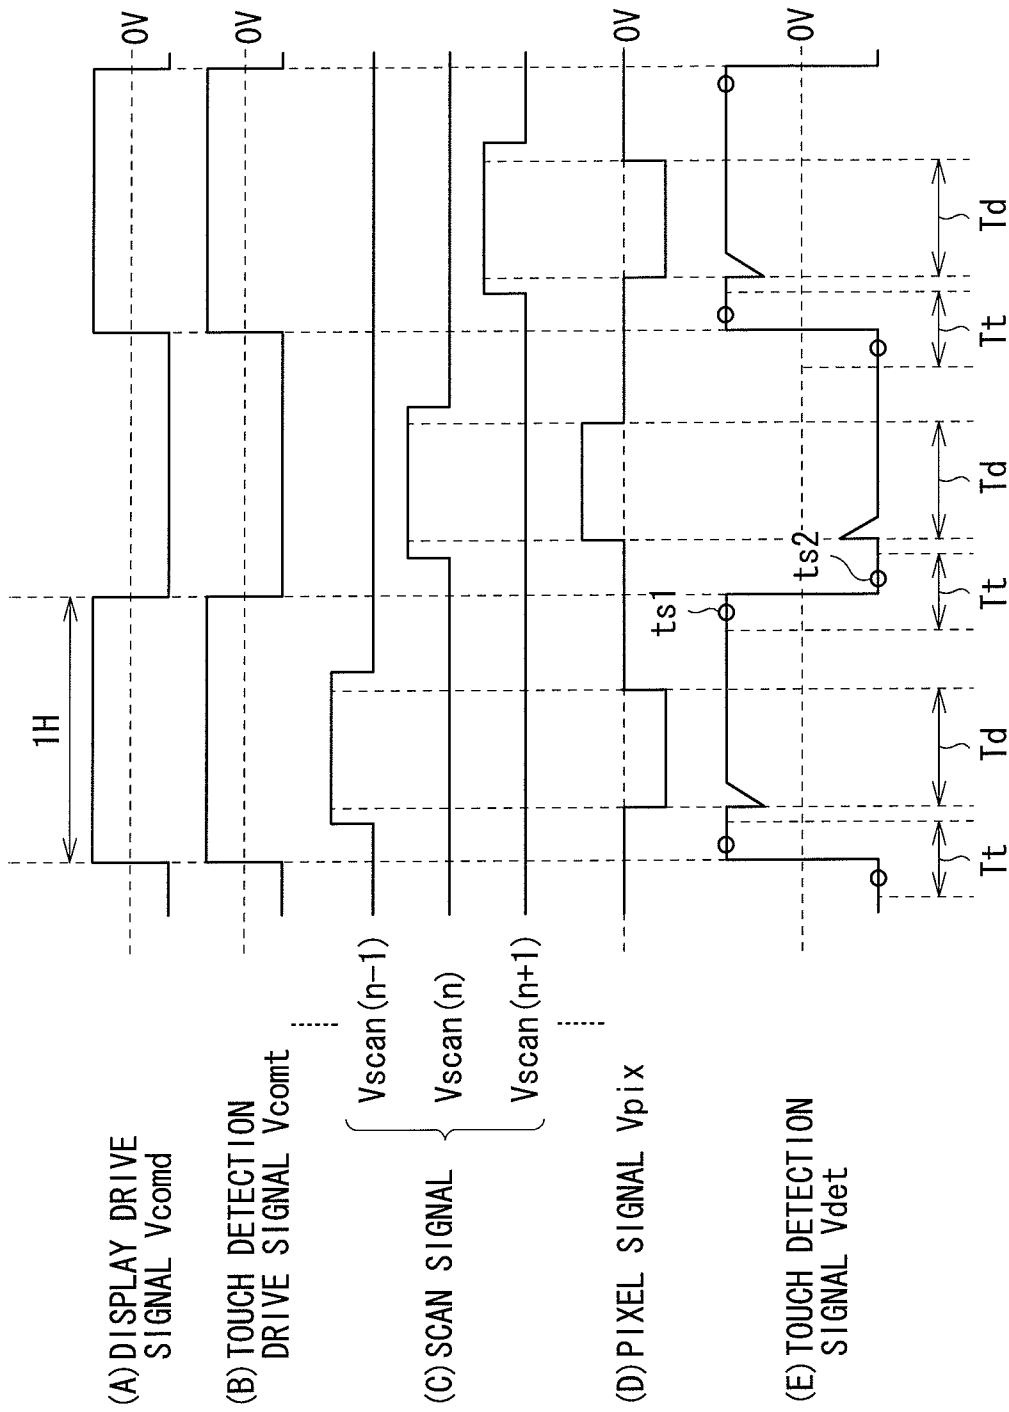 1H
(A)DISPLAY DRIVE
SIGNAL Vcomd
0V
(B)TOUCH DETECTION
DRIVE SIGNAL Vcomt
0V
(C)SCAN SIGNAL
Vscan(n-1)
Vscan(n)
Vscan(n+1)
(D)PIXEL SIGNAL Vpix
0V
ts1
(E)TOUCH DETECTION
SIGNAL Vdet
ts2
0V
Tt
Td
Tt
Td
Tt
Td